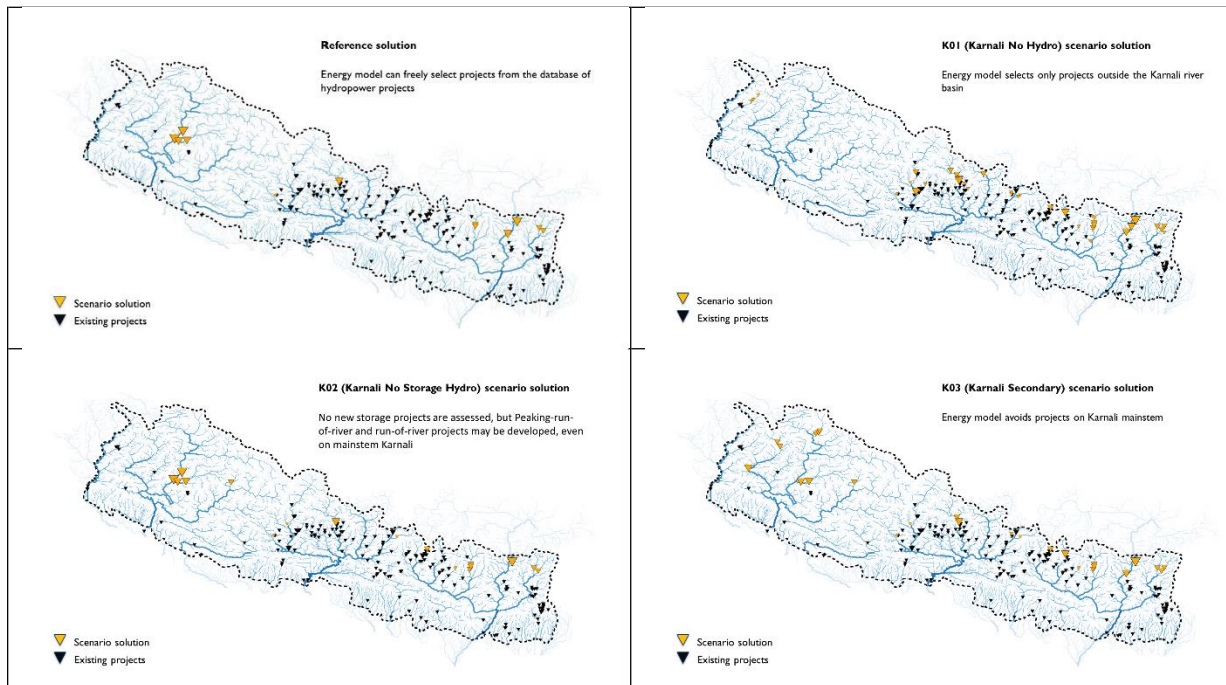 Reference solution
Energy model can freely select projects from the database of
hydropower projects
Scenario solution
Existing projects
K01 (Karnali No Hydro) scenario solution
Energy model selects only projects outside the Karnali river
basin
Scenario solution
Existing projects
K02 (Karnali No Storage Hydro) scenario solution
No new storage projects are assessed, but Peaking-run-
of-river and run-of-river projects may be developed, even
on mainstem Karnali
Scenario solution
Existing projects
K03 (Karnali Secondary) scenario solution
Energy model avoids projects on Karnali mainstem
Scenario solution
Existing projects